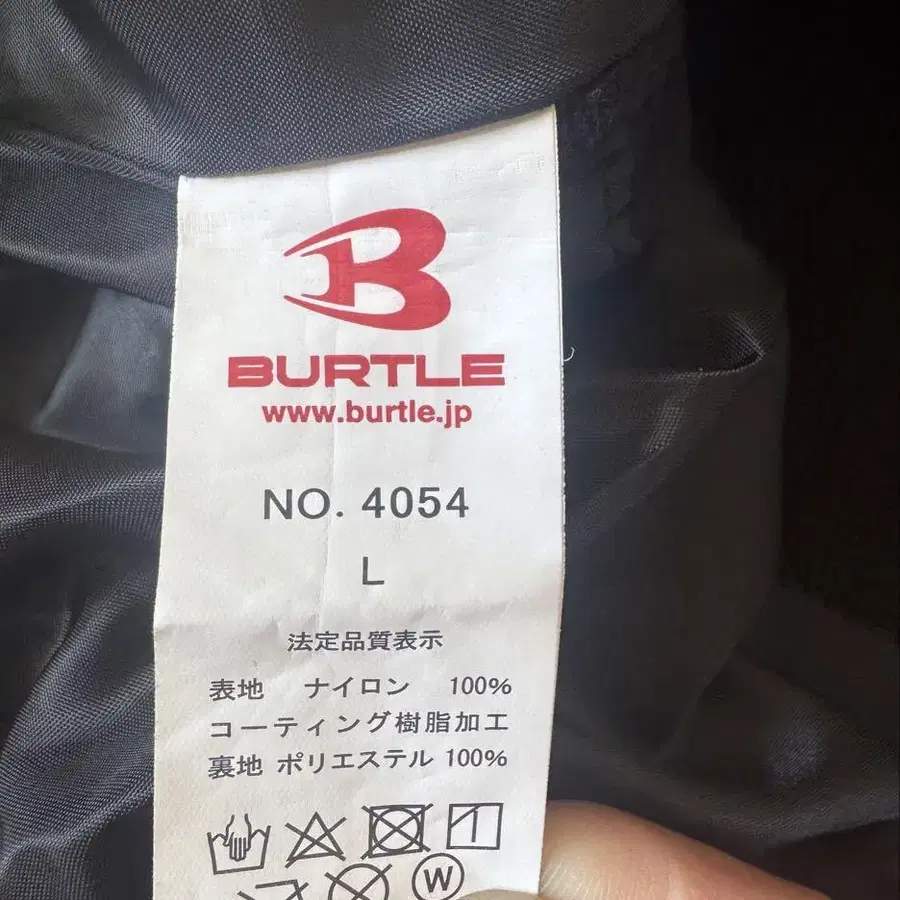 BURTLE
www.burtle.jp
NO. 4054
L
法定品質表示
表地 ナイロン 100%
コーティング樹脂加工
裏地 ポリエステル 100%
W